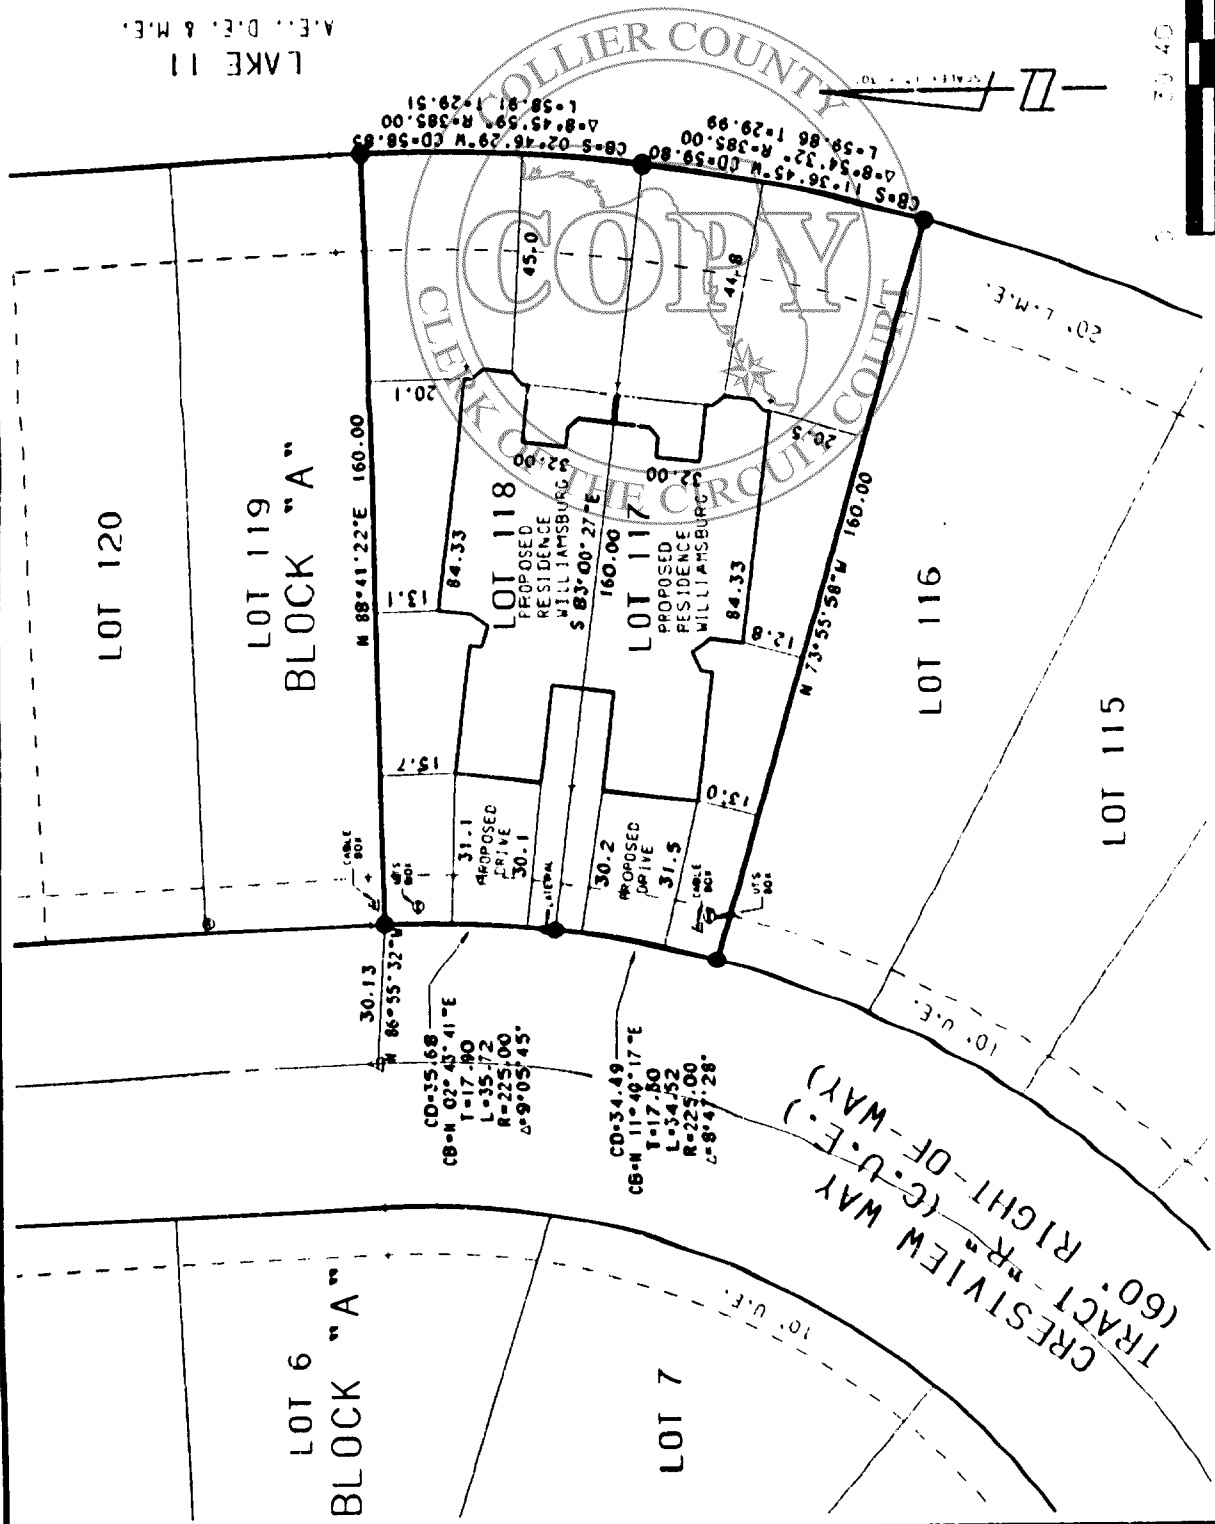 LAKE 11
A.E., D.E. & M.E.
COLLIER COUNTY
CLERK OF THE CIRCUIT COURT
COPY
30 40
0
CB=S 02°46'29"W CD=58.85
Δ=8°45'59" R=385.00
L=58.91 T=29.51
CB=S 11°36'45"W CD=59.80
Δ=8°54'32" R=385.00
L=59.86 T=29.99
45.0
44.8
20' L.M.E.
LOT 120
LOT 119
BLOCK "A"
N 88°41'22"E 160.00
20.1
13.1
15.7
84.33
32.00
LOT 118
PROPOSED
RESIDENCE
WILLIAMSBURG
S 83°00'27"E
160.00
LOT 117
PROPOSED
RESIDENCE
WILLIAMSBURG
32.00
84.33
20.5
12.8
13.0
N 73°55'58"W 160.00
LOT 116
LOT 115
CABLE
BOX
UTS
BOX
31.1
PROPOSED
DRIVE
30.1
LATERAL
30.2
PROPOSED
DRIVE
31.5
CABLE
BOX
UTS
BOX
30.13
N 86°55'32"W
CD=35.68
CB=N 02°43'41"E
T=17.90
L=35.72
R=225.00
Δ=9°05'45"
CD=34.49
CB=N 11°40'17"E
T=17.80
L=34.52
R=225.00
Δ=8°47'28"
10' U.E.
CRESTVIEW WAY
TRACT "R" (C.U.E.)
(60' RIGHT-OF-WAY)
LOT 6
BLOCK "A"
LOT 7
10' U.E.